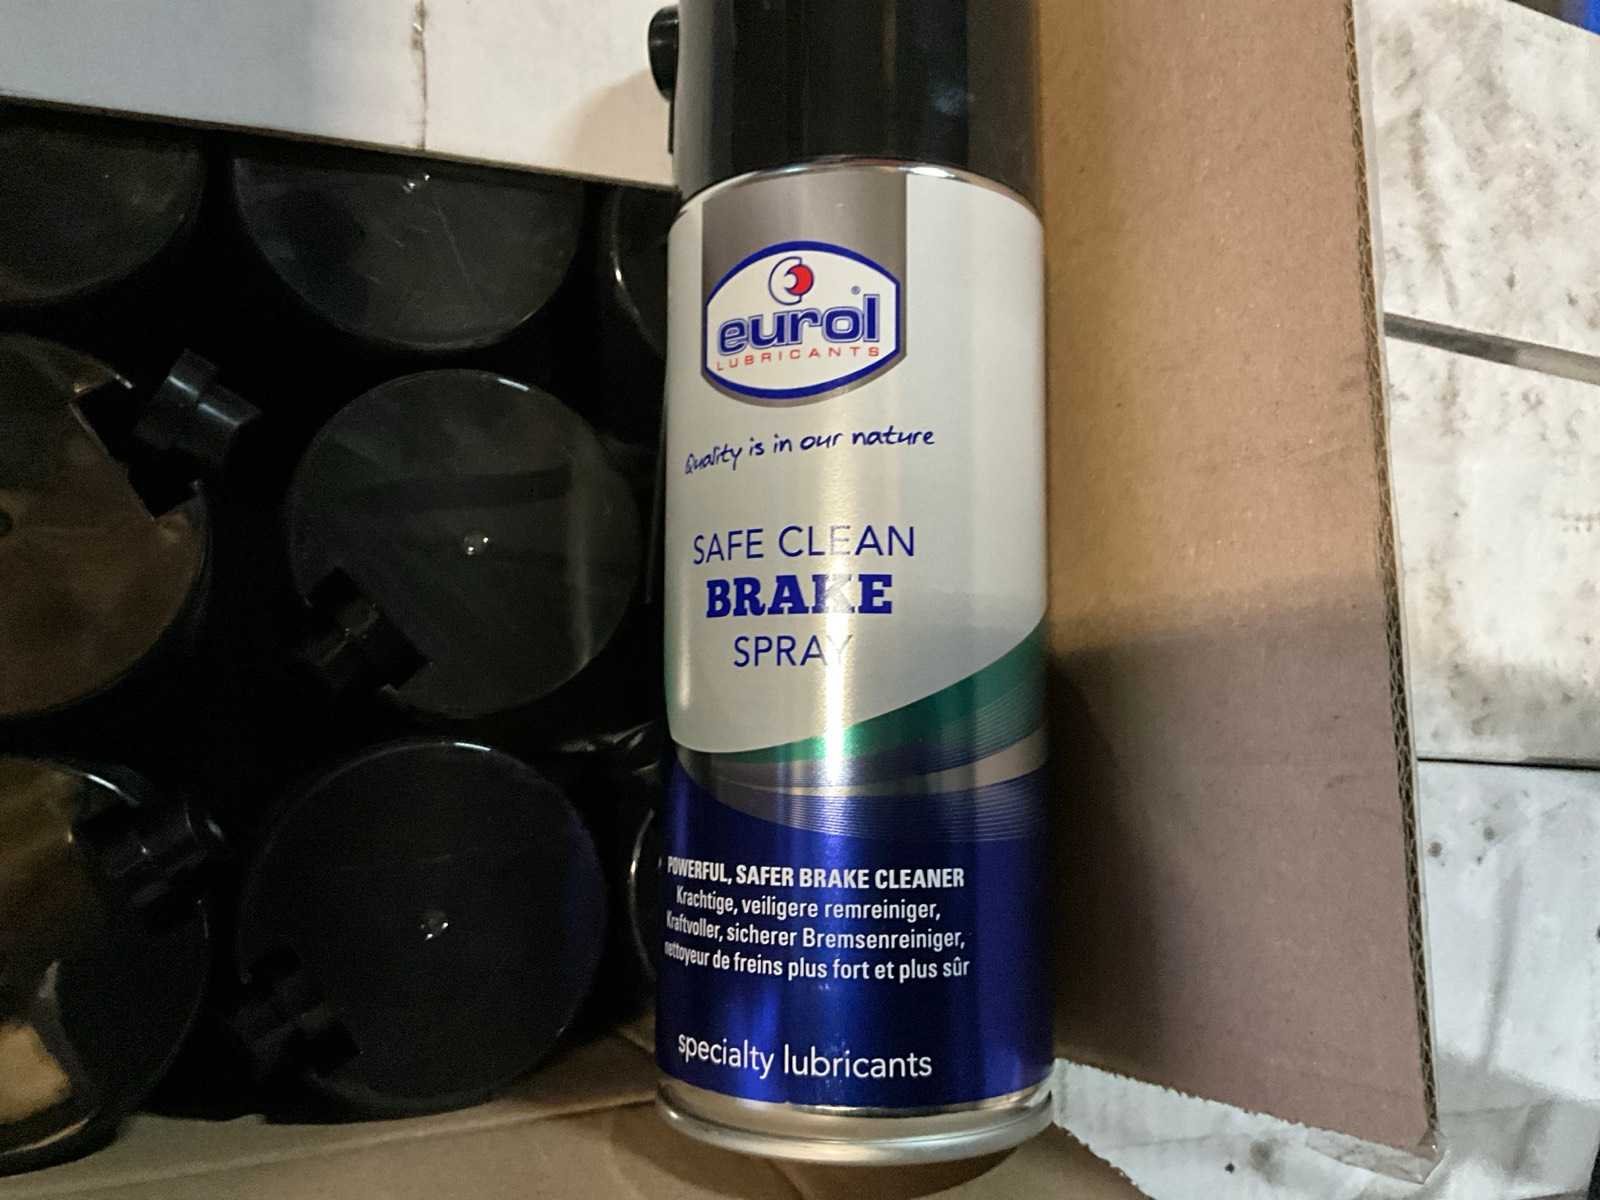 eurol®
LUBRICANTS
Quality is in our nature
SAFE CLEAN
BRAKE
SPRAY
POWERFUL, SAFER BRAKE CLEANER
Krachtige, veiligere remreiniger,
Kraftvoller, sicherer Bremsenreiniger,
nettoyeur de freins plus fort et plus sûr
specialty lubricants